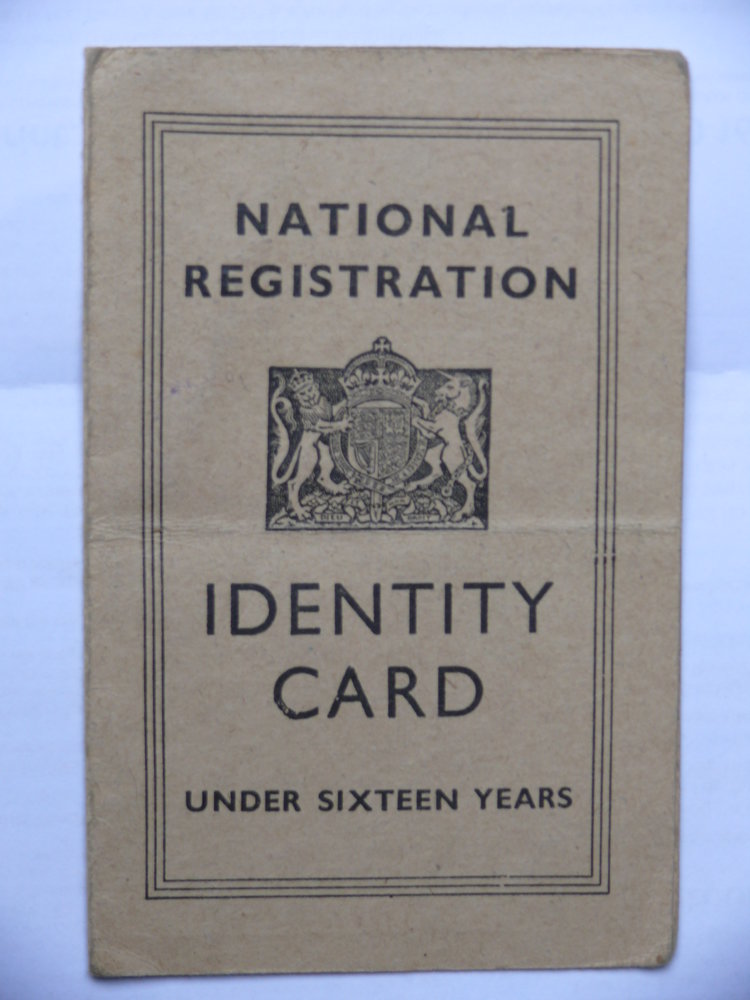 NATIONAL
REGISTRATION
IDENTITY
CARD
UNDER SIXTEEN YEARS